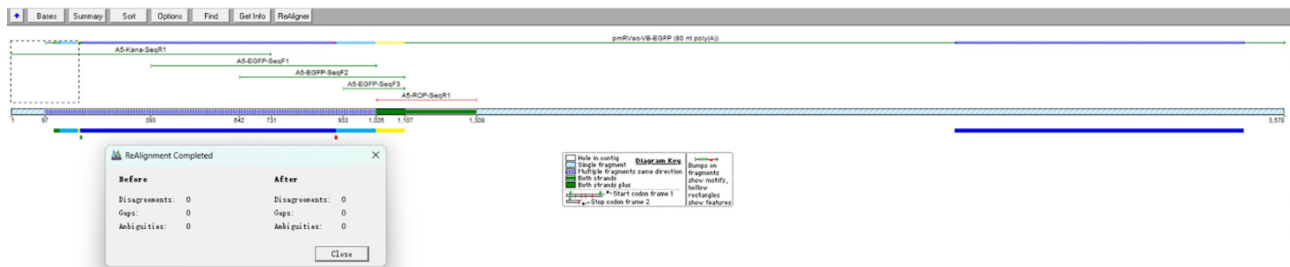 Bases Summary Sort Options Find Get Info ReAligner
pmRVac-VB-EGFP (80 nt poly(A))
A5-Kana-SeqR1
A5-EGFP-SeqF1
A5-EGFP-SeqF2
A5-EGFP-SeqF3
A5-ROP-SeqR1
1 97 393 642 731 933 1,026 1,107 1,308 3,578
ReAlignment Completed
Before After
Disagreements: 0 Disagreements: 0
Gaps: 0 Gaps: 0
Ambiguities: 0 Ambiguities: 0
Close
Diagram Key
Hole in contig
Single fragment
Multiple fragments same direction
Both strands
Both strands plus
Start codon frame 1
Stop codon frame 2
Bumps on
fragments
show motifs,
hollow
rectangles
show features